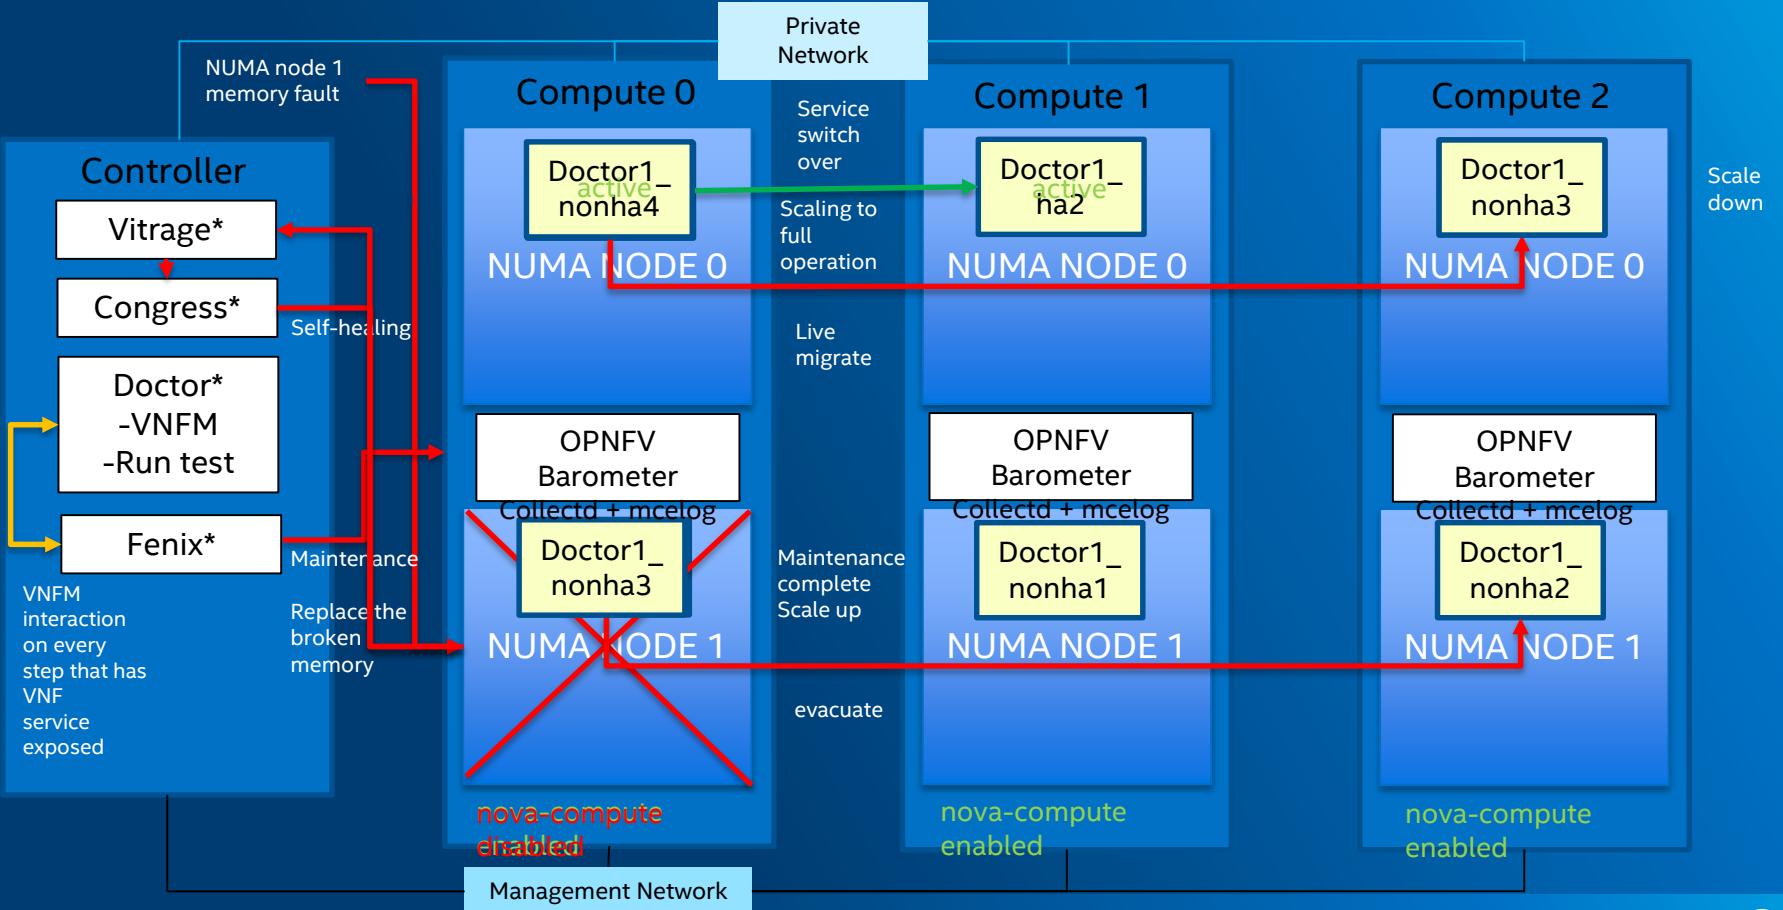 Private
Network
NUMA node 1
memory fault
Controller
Vitrage*
Congress*
Self-healing
Doctor*
-VNFM
-Run test
Fenix*
Maintenance
VNFM
interaction
on every
step that has
VNF
service
exposed
Replace the
broken
memory
Compute 0
Doctor1_
active
nonha4
NUMA NODE 0
OPNFV
Barometer
Collectd + mcelog
Doctor1_
nonha3
NUMA NODE 1
nova-compute
enabled
nova-compute
disabled
Service
switch
over
Scaling to
full
operation
Live
migrate
Maintenance
complete
Scale up
evacuate
Compute 1
Doctor1_
active
ha2
NUMA NODE 0
OPNFV
Barometer
Collectd + mcelog
Doctor1_
nonha1
NUMA NODE 1
nova-compute
enabled
Compute 2
Doctor1_
nonha3
NUMA NODE 0
OPNFV
Barometer
Collectd + mcelog
Doctor1_
nonha2
NUMA NODE 1
nova-compute
enabled
Scale
down
Management Network